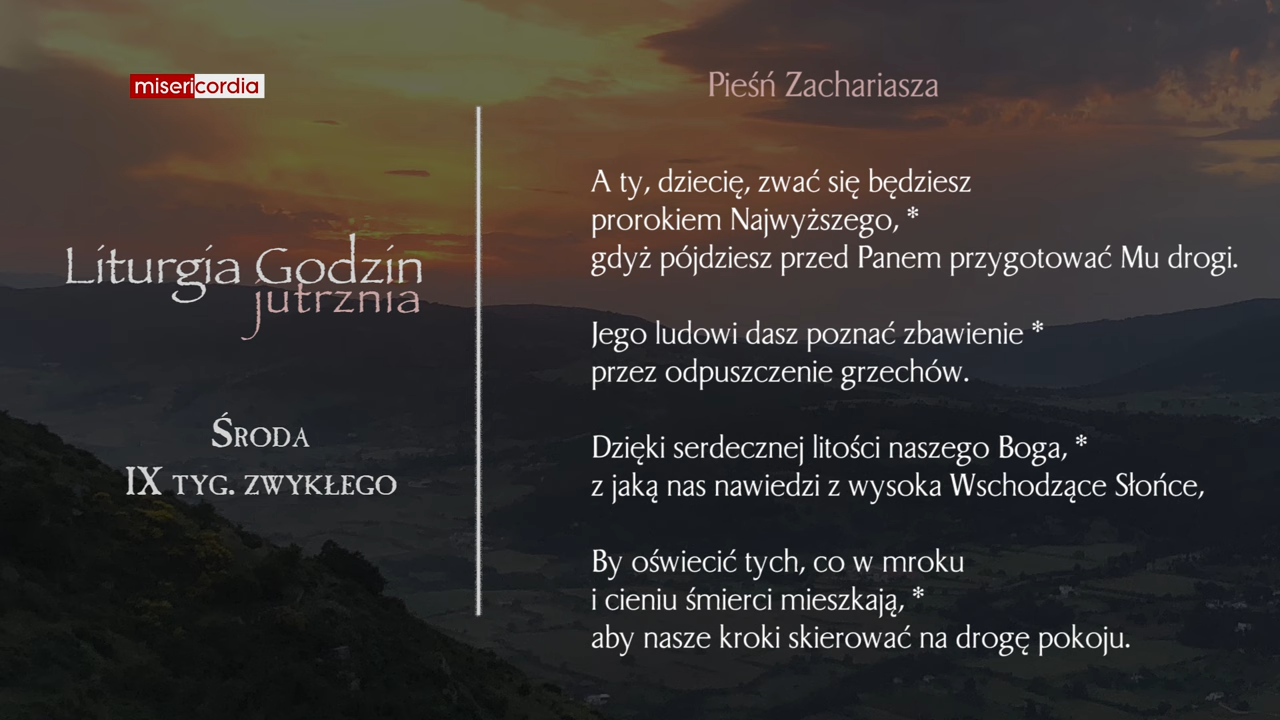 misericordia
Liturgia Godzin
jutrznia
Środa
IX tyg. zwykłego
Pieśń Zachariasza
A ty, dziecię, zwać się będziesz
prorokiem Najwyższego, *
gdyż pójdziesz przed Panem przygotować Mu drogi.
Jego ludowi dasz poznać zbawienie *
przez odpuszczenie grzechów.
Dzięki serdecznej litości naszego Boga, *
z jaką nas nawiedzi z wysoka Wschodzące Słońce,
By oświecić tych, co w mroku
i cieniu śmierci mieszkają, *
aby nasze kroki skierować na drogę pokoju.